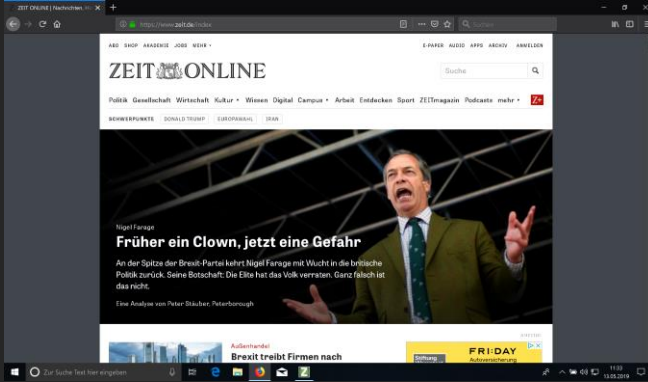 ZEIT ONLINE | Nachrichten,
https://www.zeit.de/index
Suchen
ABO SHOP AKADEMIE JOBS MEHR
E-PAPER AUDIO APPS ARCHIV ANMELDEN
ZEIT ONLINE
Suche
Politik Gesellschaft Wirtschaft Kultur Wissen Digital Campus Arbeit Entdecken Sport ZEITmagazin Podcasts mehr Z+
SCHWERPUNKTE DONALD TRUMP EUROPAWAHL IRAN
Nigel Farage
Früher ein Clown, jetzt eine Gefahr
An der Spitze der Brexit-Partei kehrt Nigel Farage mit Wucht in die britische
Politik zurück. Seine Botschaft: Die Elite hat das Volk verraten. Ganz falsch ist
das nicht.
Eine Analyse von Peter Stäuber, Peterborough
ANZEIGE
Außenhandel
Brexit treibt Firmen nach
Stiftung
FRI:DAY
Autoversicherung
Zur Suche Text hier eingeben
11:33
13.05.2019